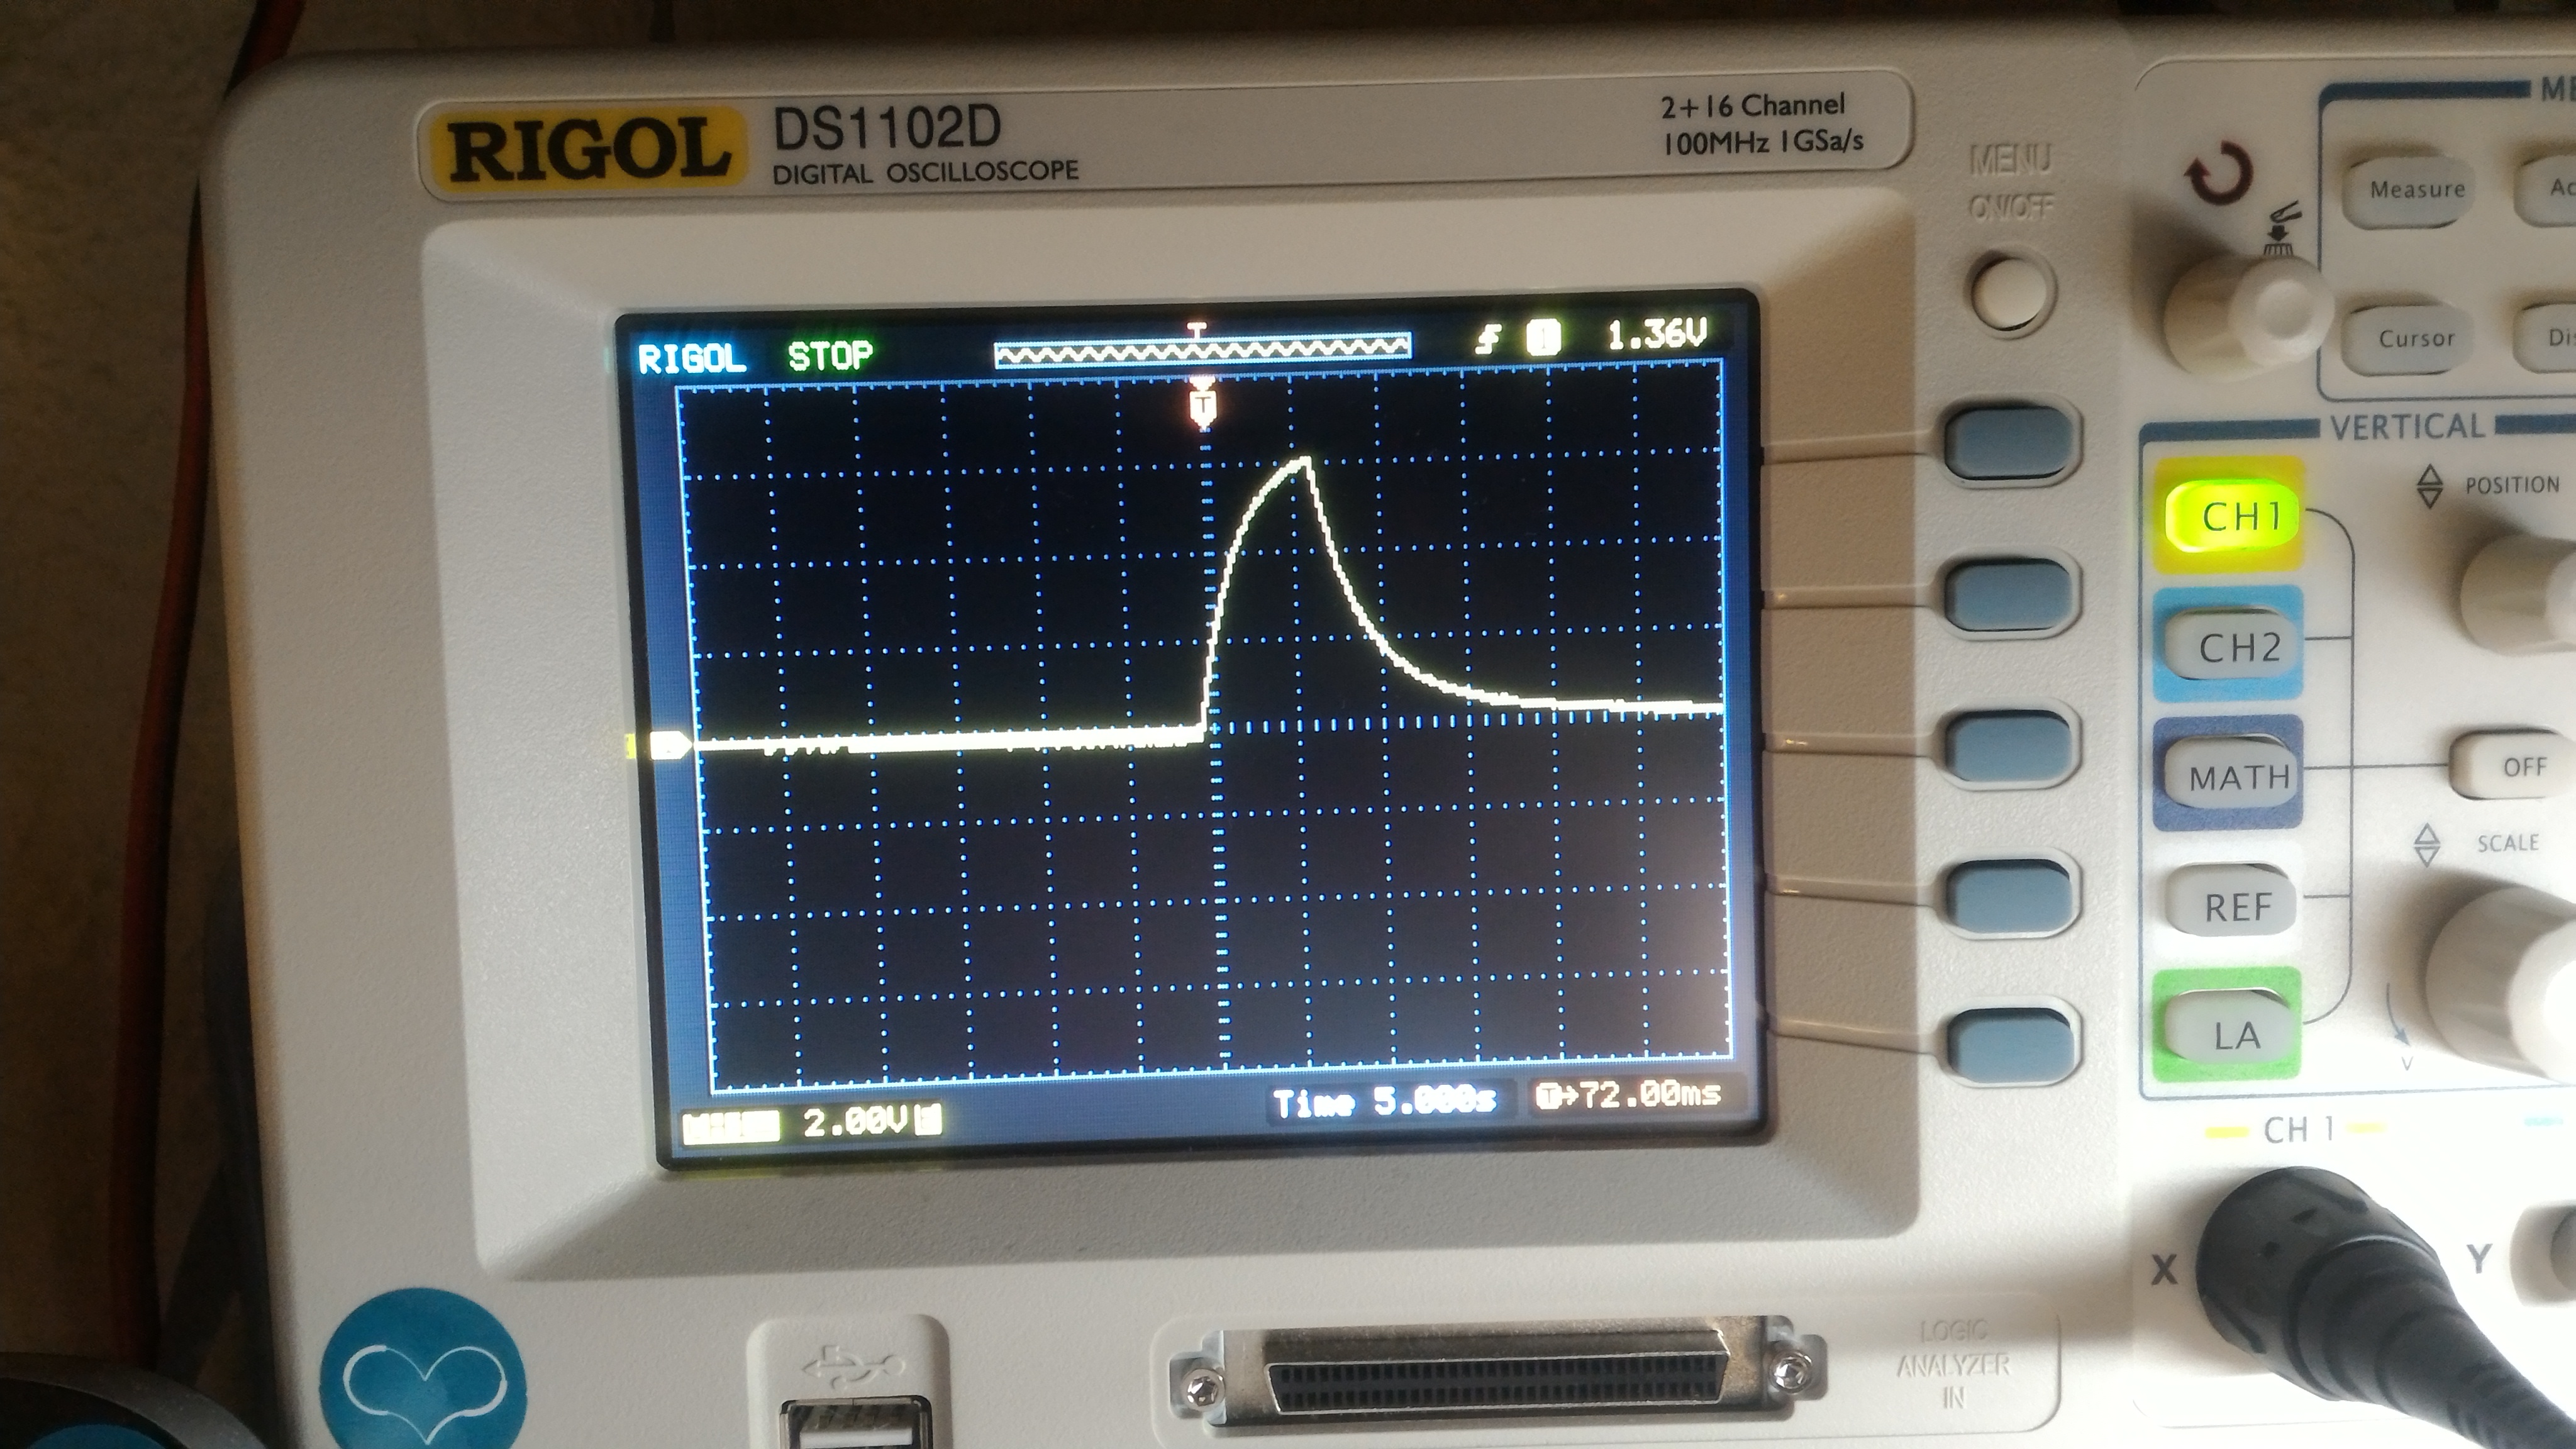 RIGOL DS1102D
DIGITAL OSCILLOSCOPE
2+16 Channel
100MHz 1GSa/s
MENU
ON/OFF
Measure
Cursor
RIGOL STOP T 1 1.36V
T
VERTICAL
POSITION
CH1
CH2
MATH
OFF
REF
SCALE
LA
2.00V Time 5.000s T→72.00ms
CH 1
X
Y
LOGIC
ANALYZER
IN